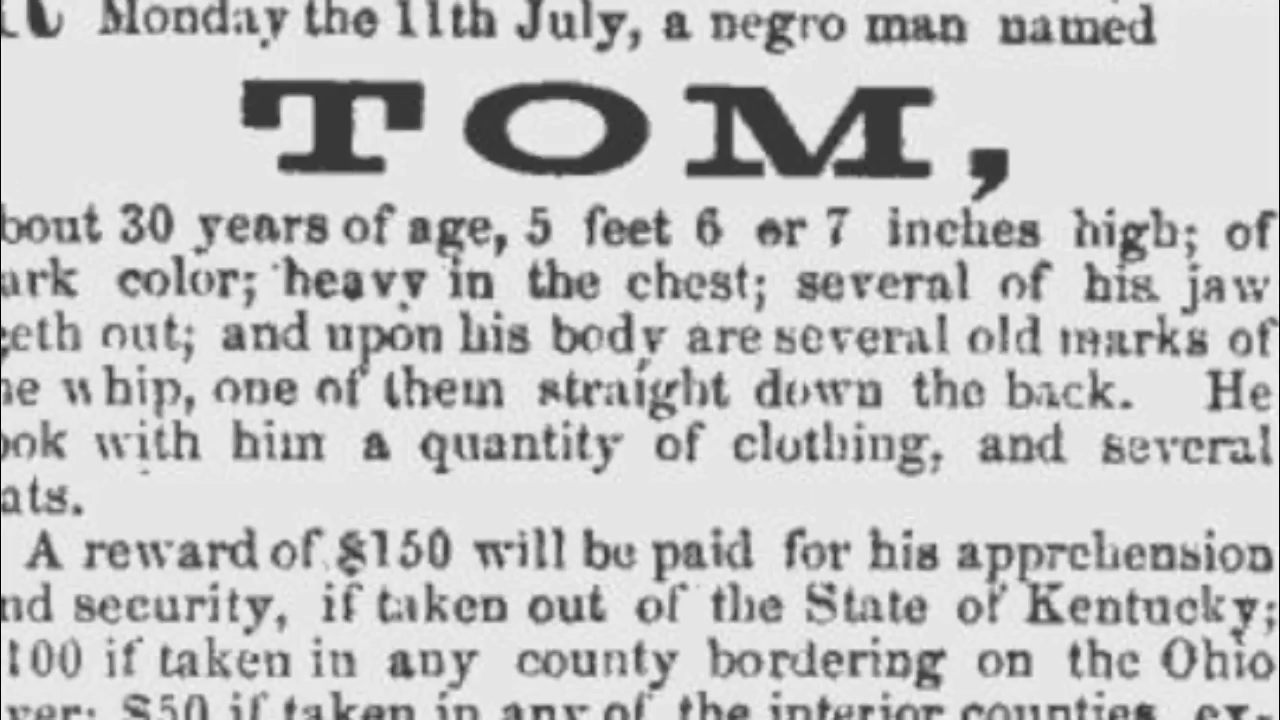 Monday the 11th July, a negro man named
TOM,
bout 30 years of age, 5 feet 6 or 7 inches high; of
ark color; heavy in the chest; several of his jaw
eeth out; and upon his body are several old marks of
he whip, one of them straight down the back. He
ook with him a quantity of clothing, and several
ats.
A reward of $150 will be paid for his apprehension
nd security, if taken out of the State of Kentucky;
100 if taken in any county bordering on the Ohio
ver; $50 if taken in any of the interior counties ex-